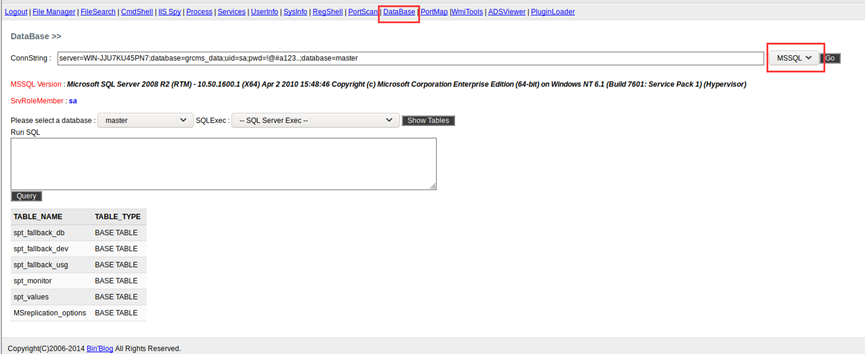 Logout | File Manager | FileSearch | CmdShell | IIS Spy | Process | Services | UserInfo | SysInfo | RegShell | PortScan | DataBase | PortMap |WmiTools | ADSViewer | PluginLoader
DataBase >>
ConnString : server=WIN-JJU7KU45PN7;database=grcms_data;uid=sa;pwd=!@#a123..;database=master MSSQL Go
MSSQL Version : Microsoft SQL Server 2008 R2 (RTM) - 10.50.1600.1 (X64) Apr 2 2010 15:48:46 Copyright (c) Microsoft Corporation Enterprise Edition (64-bit) on Windows NT 6.1 (Build 7601: Service Pack 1) (Hypervisor)
SrvRoleMember : sa
Please select a database : master SQLExec : -- SQL Server Exec -- Show Tables
Run SQL
Query
TABLE_NAME TABLE_TYPE
spt_fallback_db BASE TABLE
spt_fallback_dev BASE TABLE
spt_fallback_usg BASE TABLE
spt_monitor BASE TABLE
spt_values BASE TABLE
MSreplication_options BASE TABLE
Copyright(C)2006-2014 Bin'Blog All Rights Reserved.